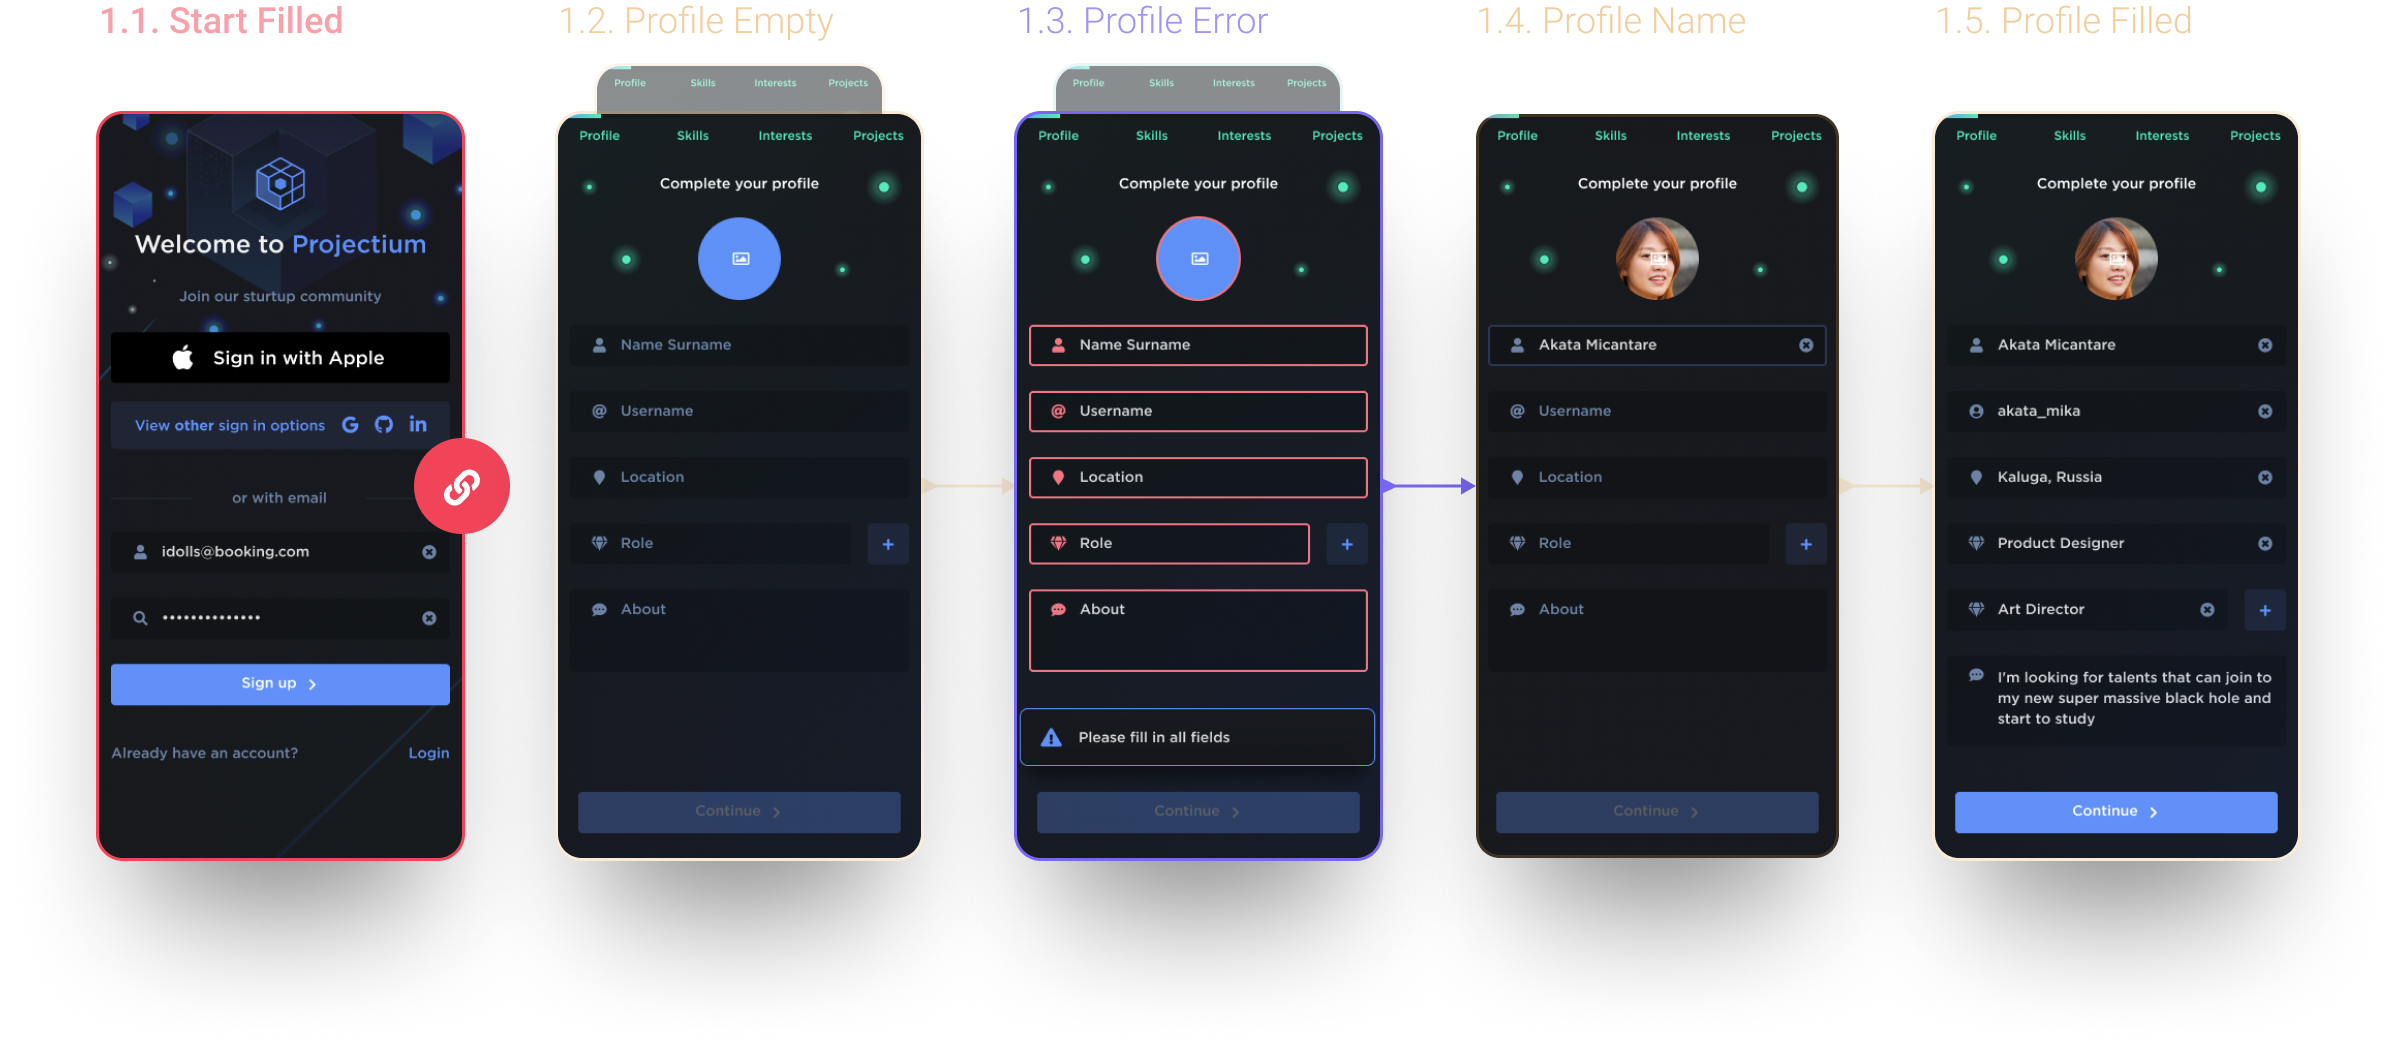 1.1. Start Filled
Welcome to Projectium
Join our sturtup community
Sign in with Apple
View other sign in options
or with email
idolls@booking.com
••••••••••••••
Sign up
Already have an account? Login
1.2. Profile Empty
Profile Skills Interests Projects
Profile Skills Interests Projects
Complete your profile
Name Surname
@ Username
Location
Role +
About
Continue
1.3. Profile Error
Profile Skills Interests Projects
Profile Skills Interests Projects
Complete your profile
Name Surname
@ Username
Location
Role +
About
Please fill in all fields
Continue
1.4. Profile Name
Profile Skills Interests Projects
Complete your profile
Akata Micantare
@ Username
Location
Role +
About
Continue
1.5. Profile Filled
Profile Skills Interests Projects
Complete your profile
Akata Micantare
akata_mika
Kaluga, Russia
Product Designer
Art Director +
I'm looking for talents that can join to
my new super massive black hole and
start to study
Continue